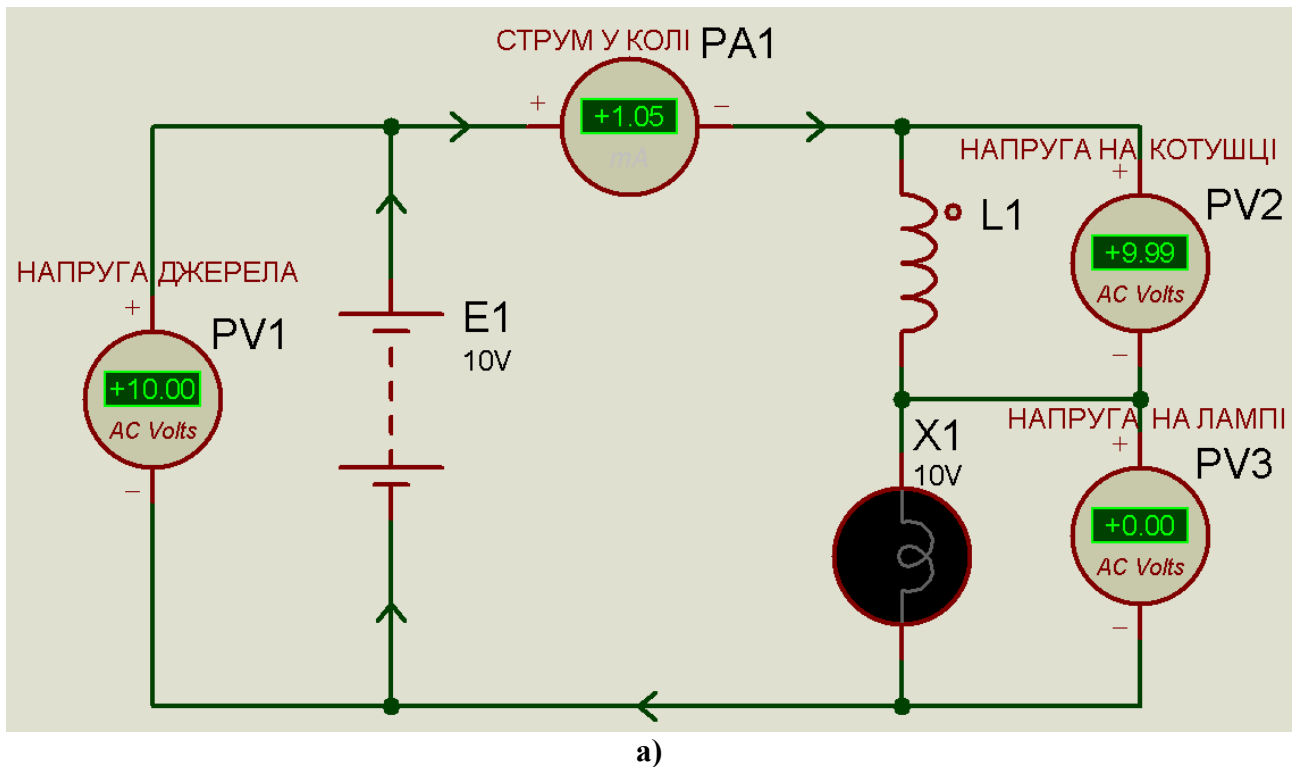 СТРУМ У КОЛІ PA1
+ +1.05 −
mA
НАПРУГА НА КОТУШЦІ
+
PV2
L1
+9.99
AC Volts
−
НАПРУГА ДЖЕРЕЛА
+
PV1
+10.00
AC Volts
−
E1
10V
НАПРУГА НА ЛАМПІ
+
X1
10V
PV3
+0.00
AC Volts
−
а)